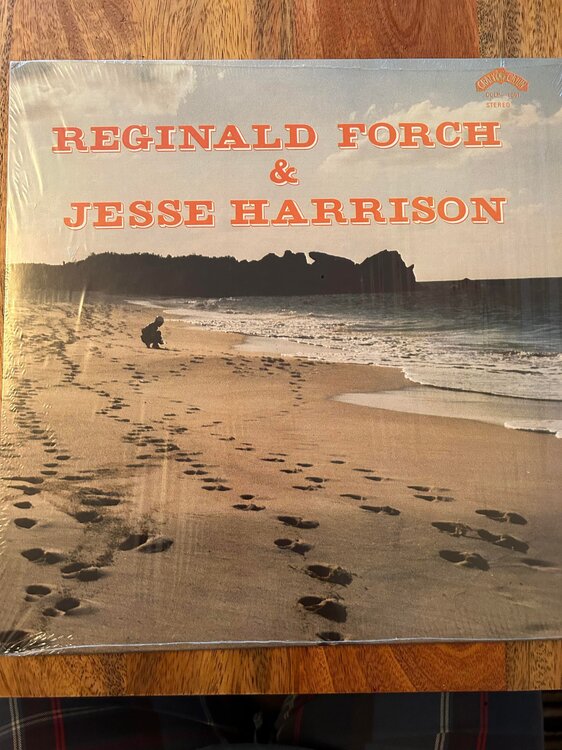 STEREO
REGINALD FORCH
&
JESSE HARRISON